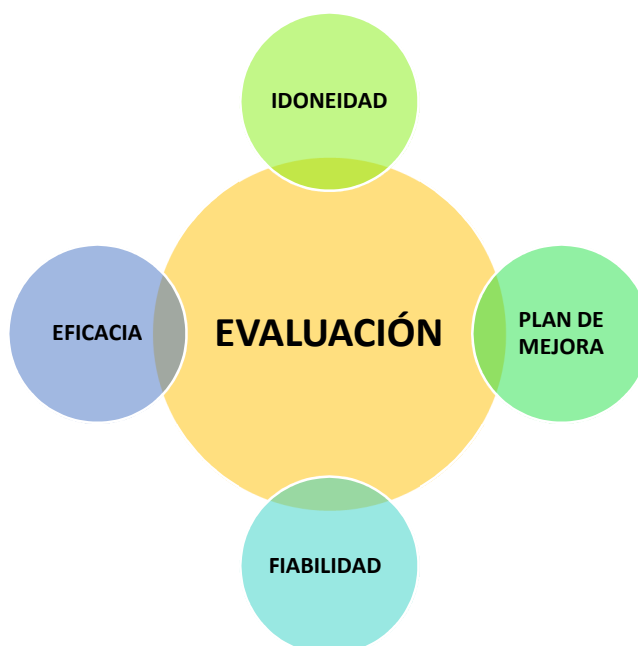 IDONEIDAD
EFICACIA
EVALUACIÓN
PLAN DE
MEJORA
FIABILIDAD